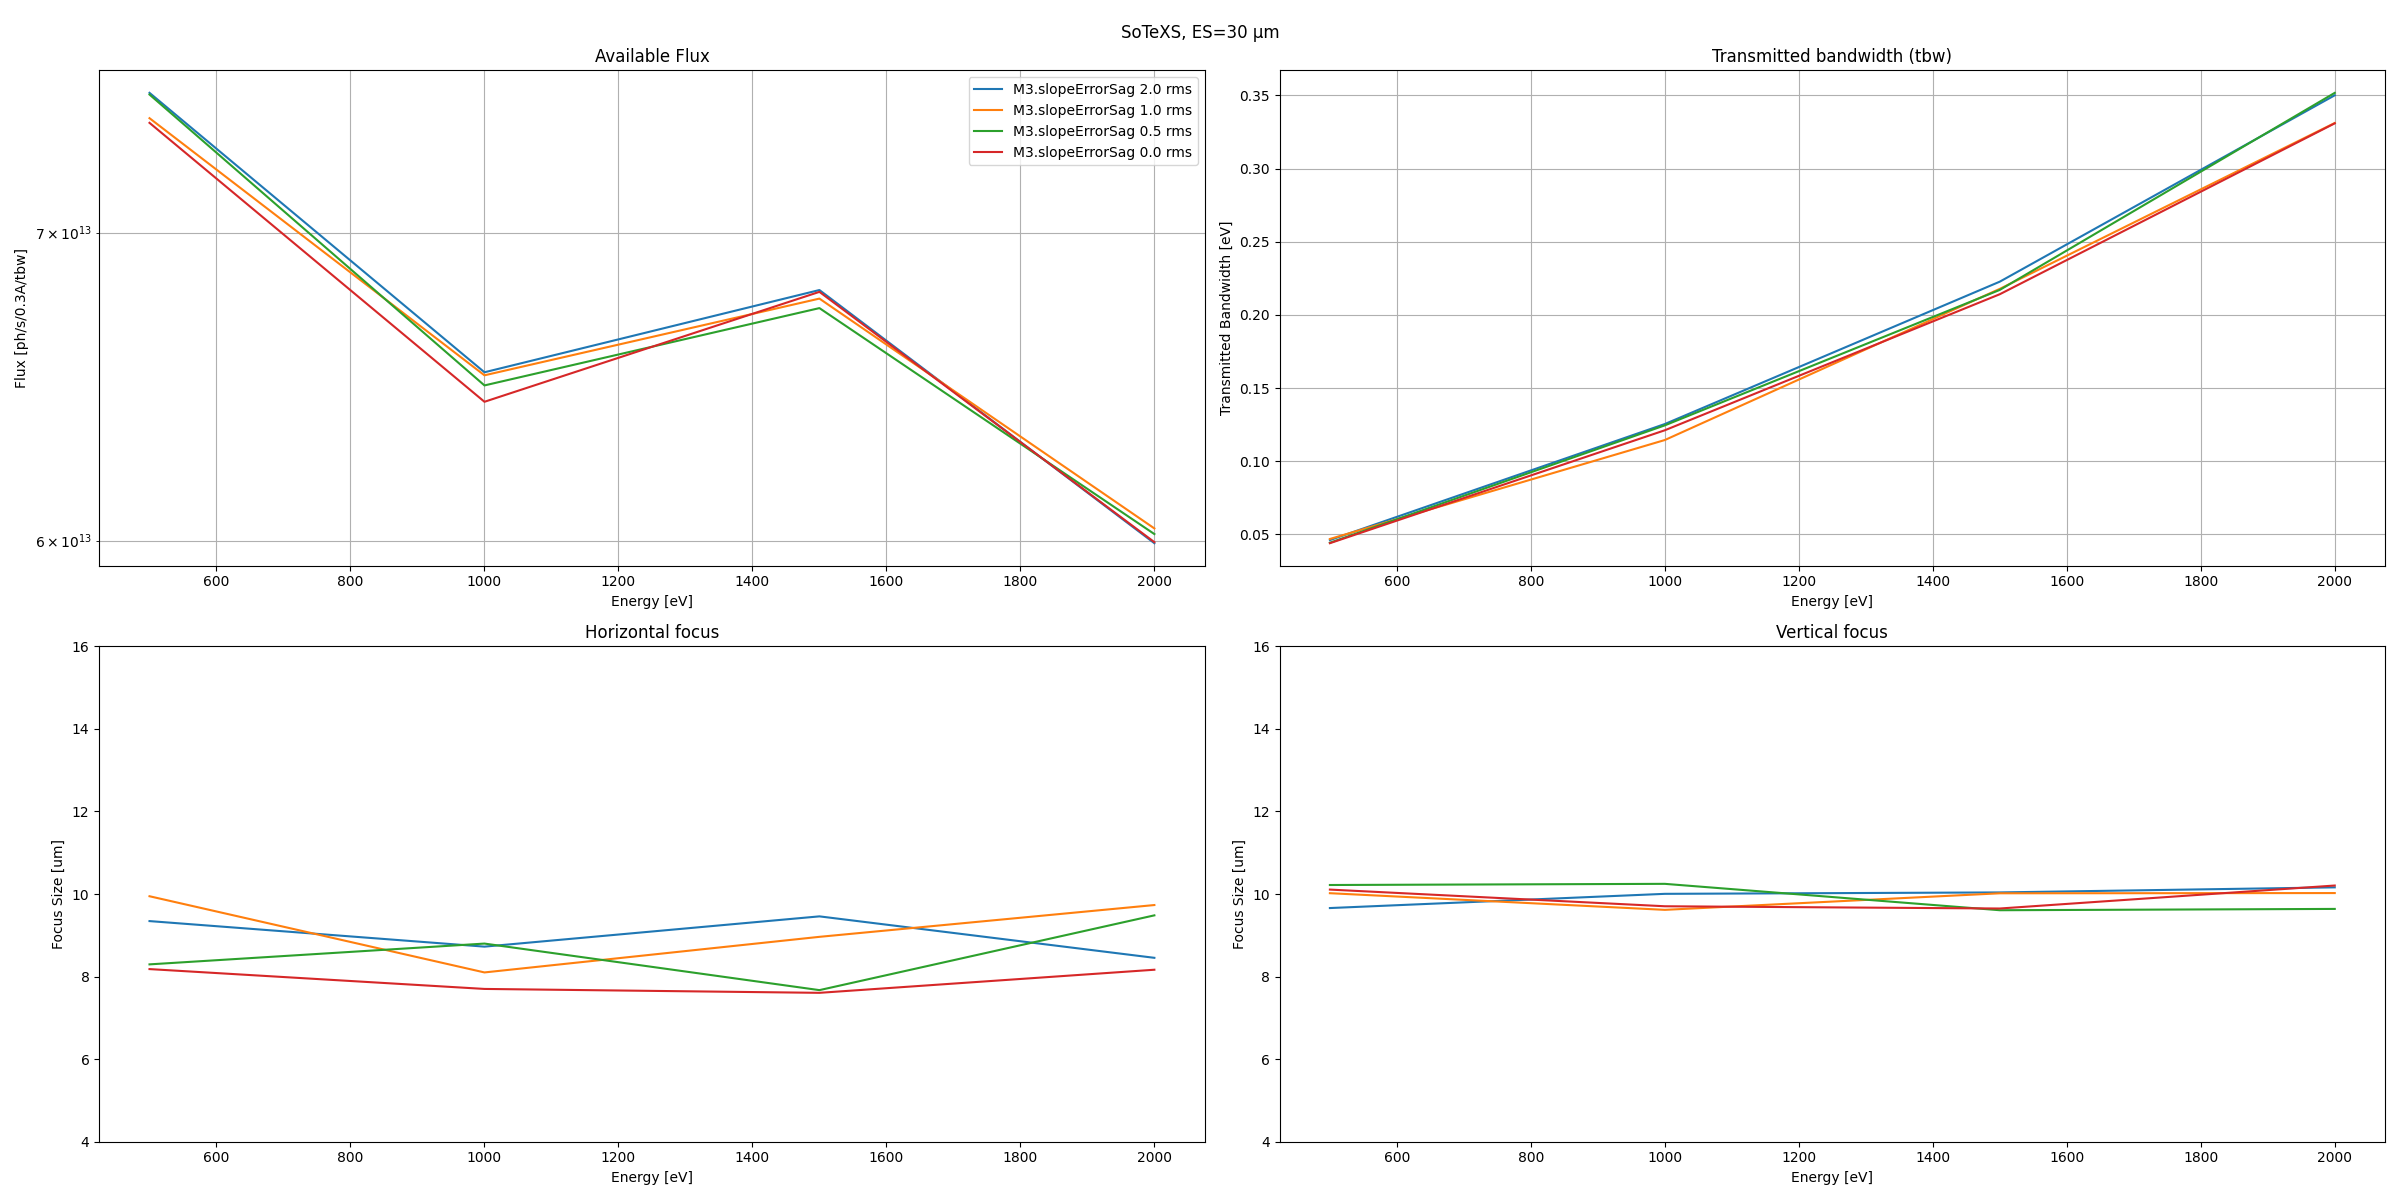 SoTeXS, ES=30 μm
Available Flux
Flux [ph/s/0.3A/tbw]
7 × 10¹³
6 × 10¹³
M3.slopeErrorSag 2.0 rms
M3.slopeErrorSag 1.0 rms
M3.slopeErrorSag 0.5 rms
M3.slopeErrorSag 0.0 rms
600 800 1000 1200 1400 1600 1800 2000
Energy [eV]
Transmitted bandwidth (tbw)
Transmitted Bandwidth [eV]
0.35
0.30
0.25
0.20
0.15
0.10
0.05
600 800 1000 1200 1400 1600 1800 2000
Energy [eV]
Horizontal focus
Focus Size [um]
16
14
12
10
8
6
4
600 800 1000 1200 1400 1600 1800 2000
Energy [eV]
Vertical focus
Focus Size [um]
16
14
12
10
8
6
4
600 800 1000 1200 1400 1600 1800 2000
Energy [eV]